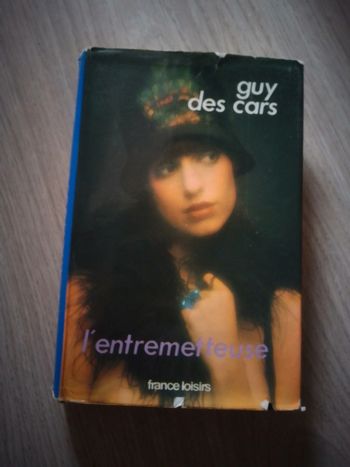 guy
des cars
l'entremetteuse
france loisirs